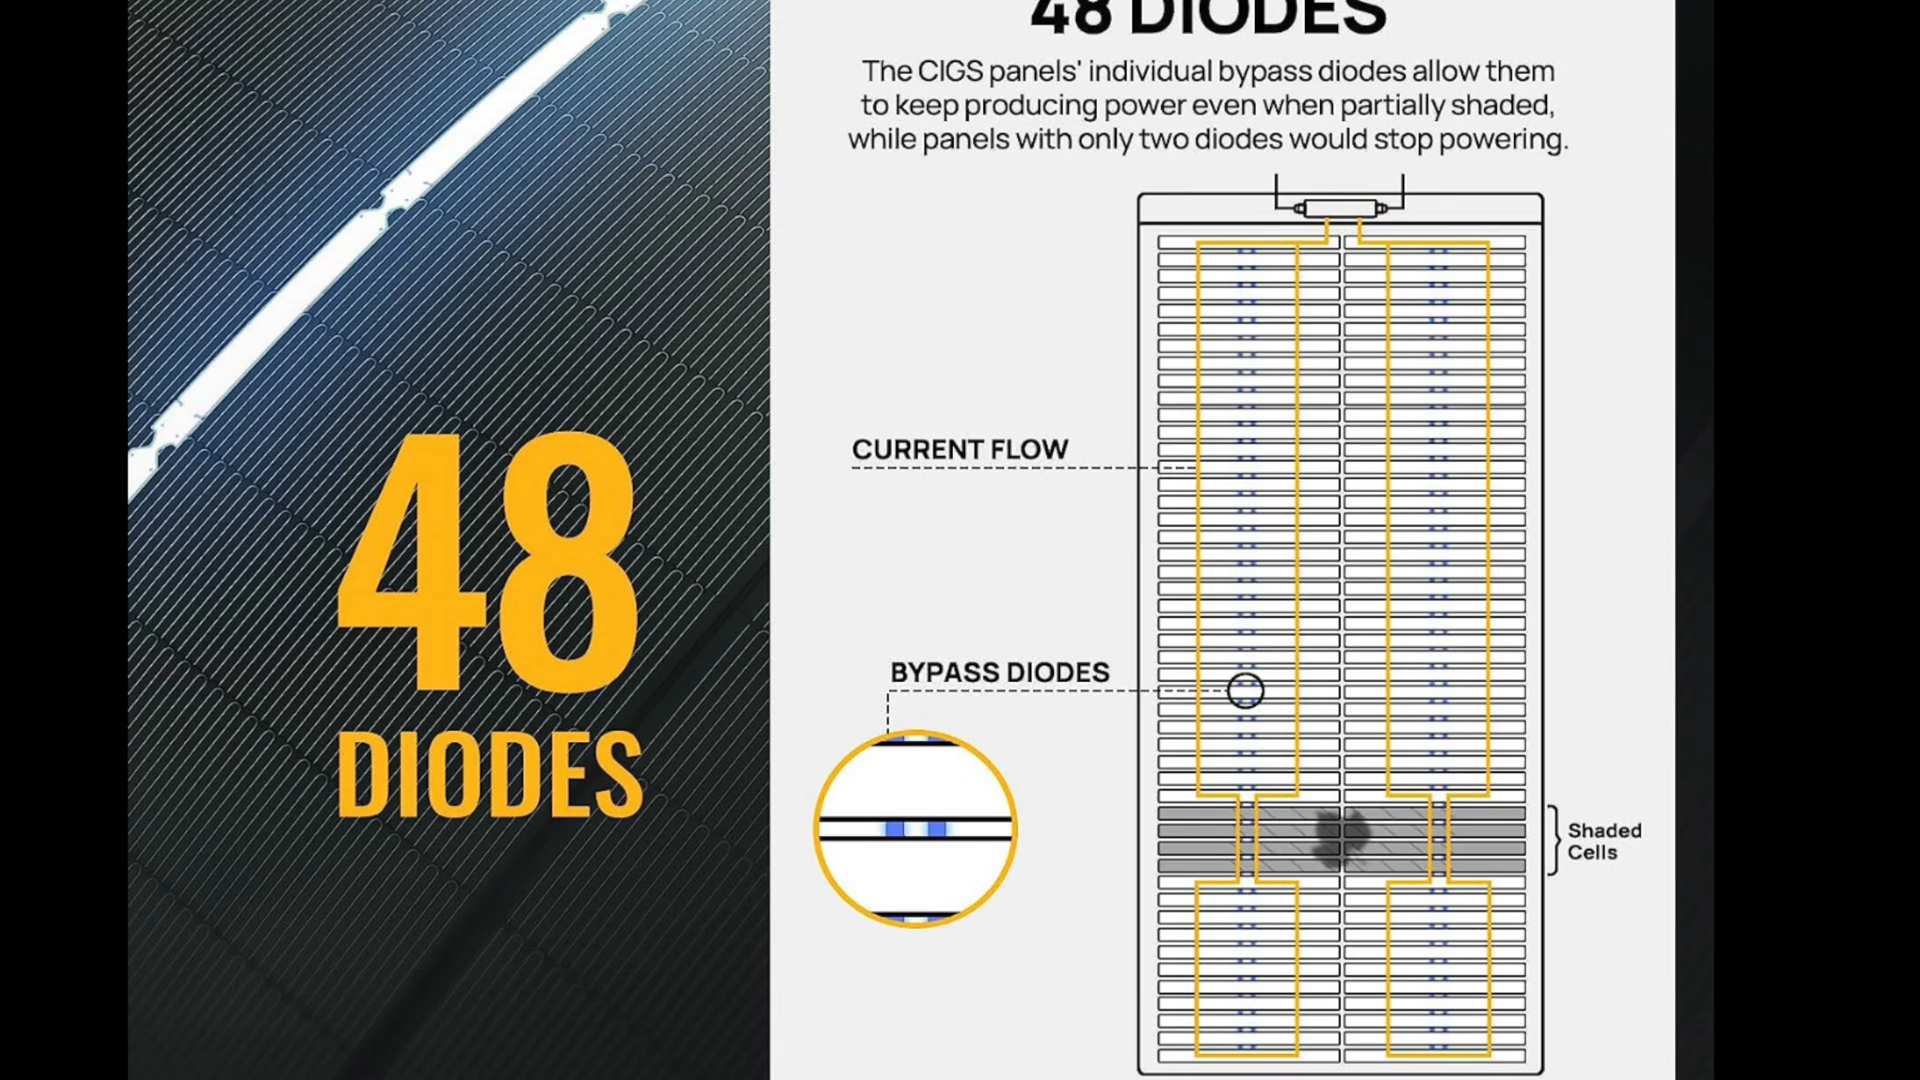 48 DIODES
The CIGS panels' individual bypass diodes allow them
to keep producing power even when partially shaded,
while panels with only two diodes would stop powering.
CURRENT FLOW
BYPASS DIODES
Shaded
Cells
48
DIODES